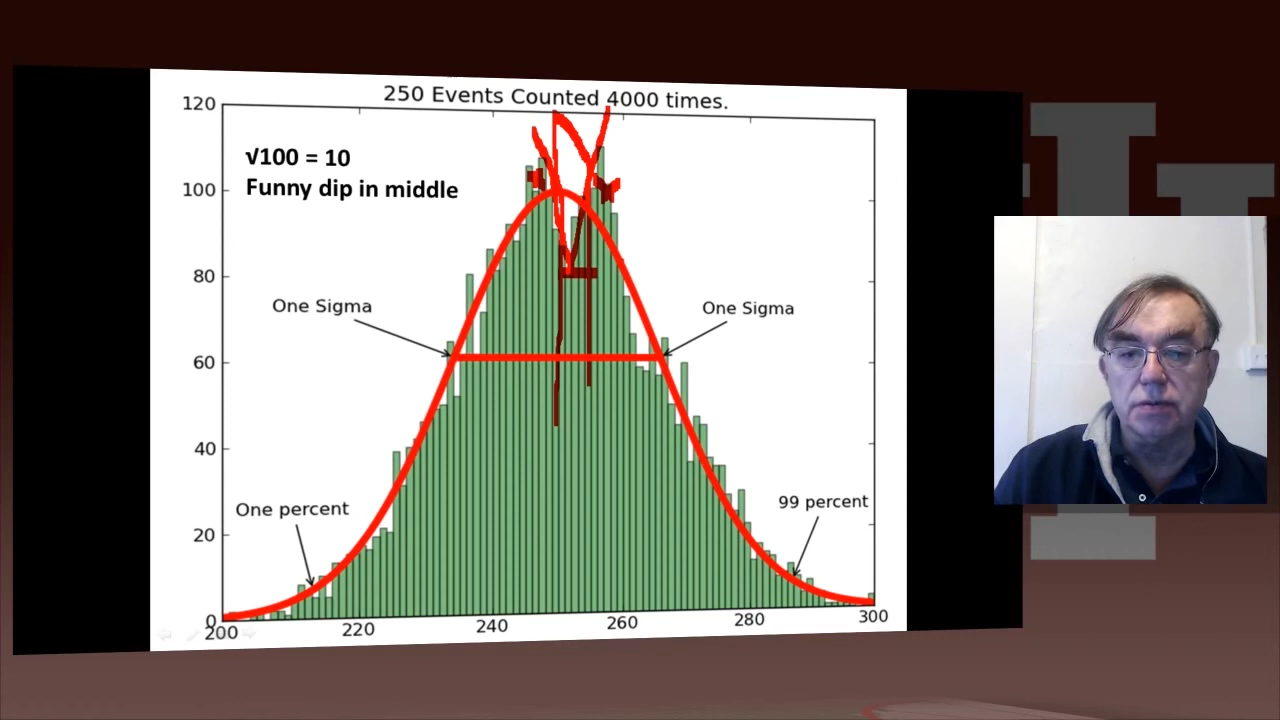 250 Events Counted 4000 times.
120
√100 = 10
Funny dip in middle
100
80
One Sigma
One Sigma
60
40
One percent
99 percent
20
0
200
220
240
260
280
300